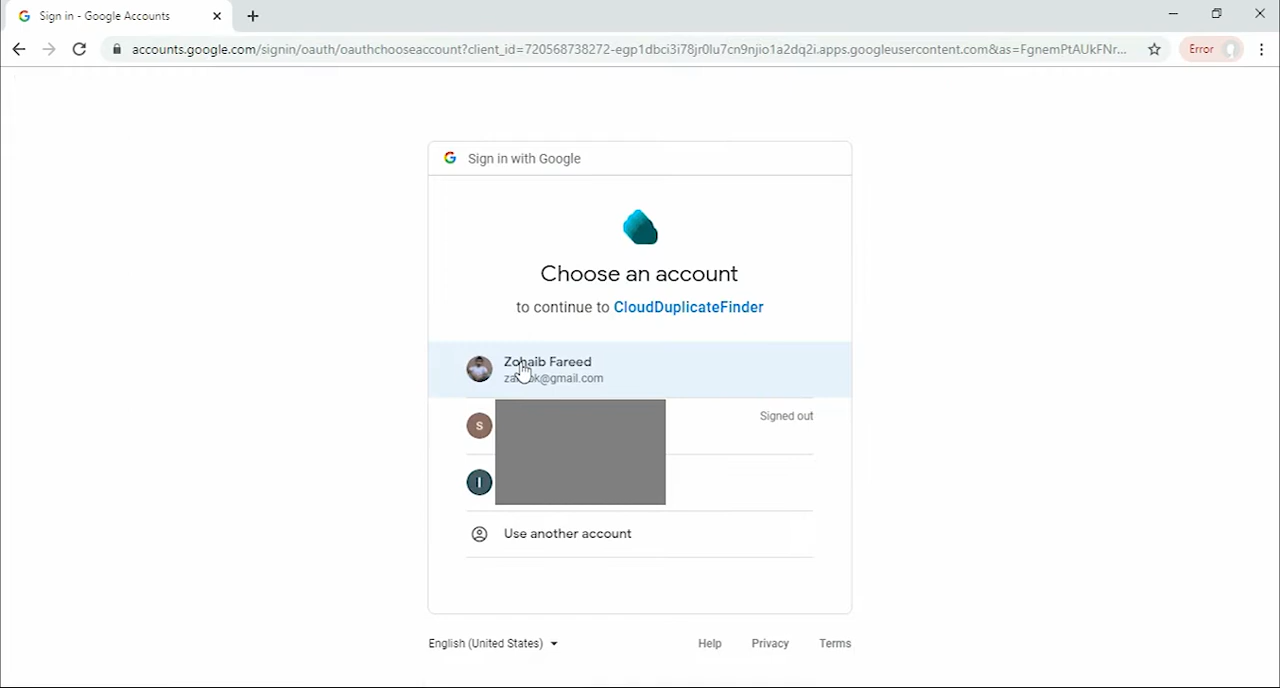 Sign in - Google Accounts
accounts.google.com/signin/oauth/oauthchooseaccount?client_id=720568738272-egp1dbci3i78jr0lu7cn9njio1a2dq2i.apps.googleusercontent.com&as=FgnemPtAUkFNr...
Error
Sign in with Google
Choose an account
to continue to CloudDuplicateFinder
Zohaib Fareed
S
Signed out
I
Use another account
English (United States)
Help Privacy Terms